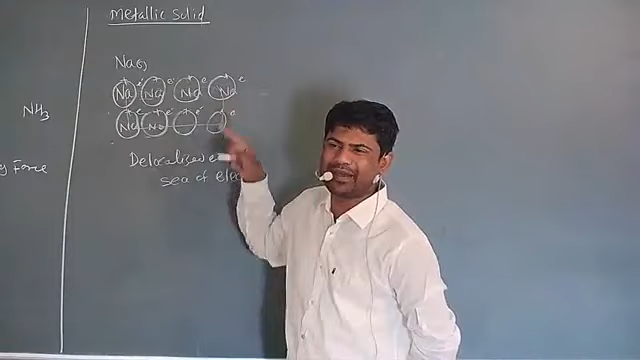 NH₃
Force
metallic solid
Na(s)
Na e⁻ Na e⁻ Na e Na e
Na e⁻ Na e⁻ e⁻ e
Delocalised e
sea of elec